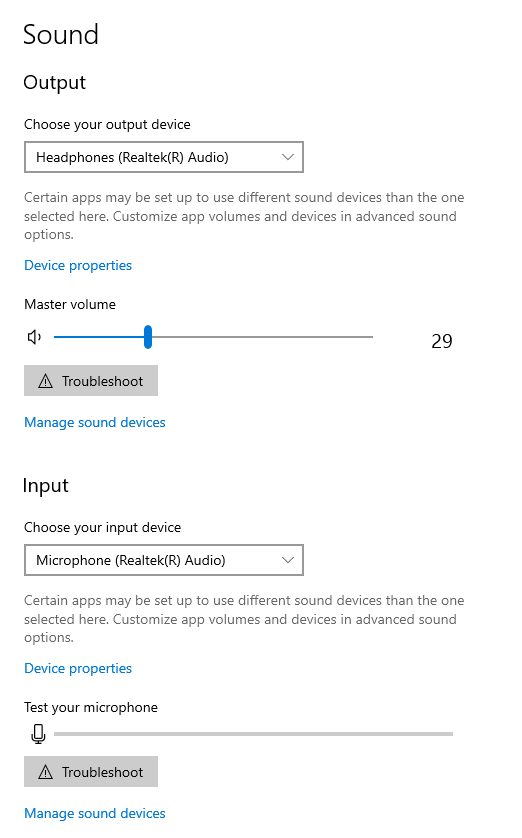 Sound
Output
Choose your output device
Headphones (Realtek(R) Audio)
Certain apps may be set up to use different sound devices than the one
selected here. Customize app volumes and devices in advanced sound
options.
Device properties
Master volume
29
Troubleshoot
Manage sound devices
Input
Choose your input device
Microphone (Realtek(R) Audio)
Certain apps may be set up to use different sound devices than the one
selected here. Customize app volumes and devices in advanced sound
options.
Device properties
Test your microphone
Troubleshoot
Manage sound devices